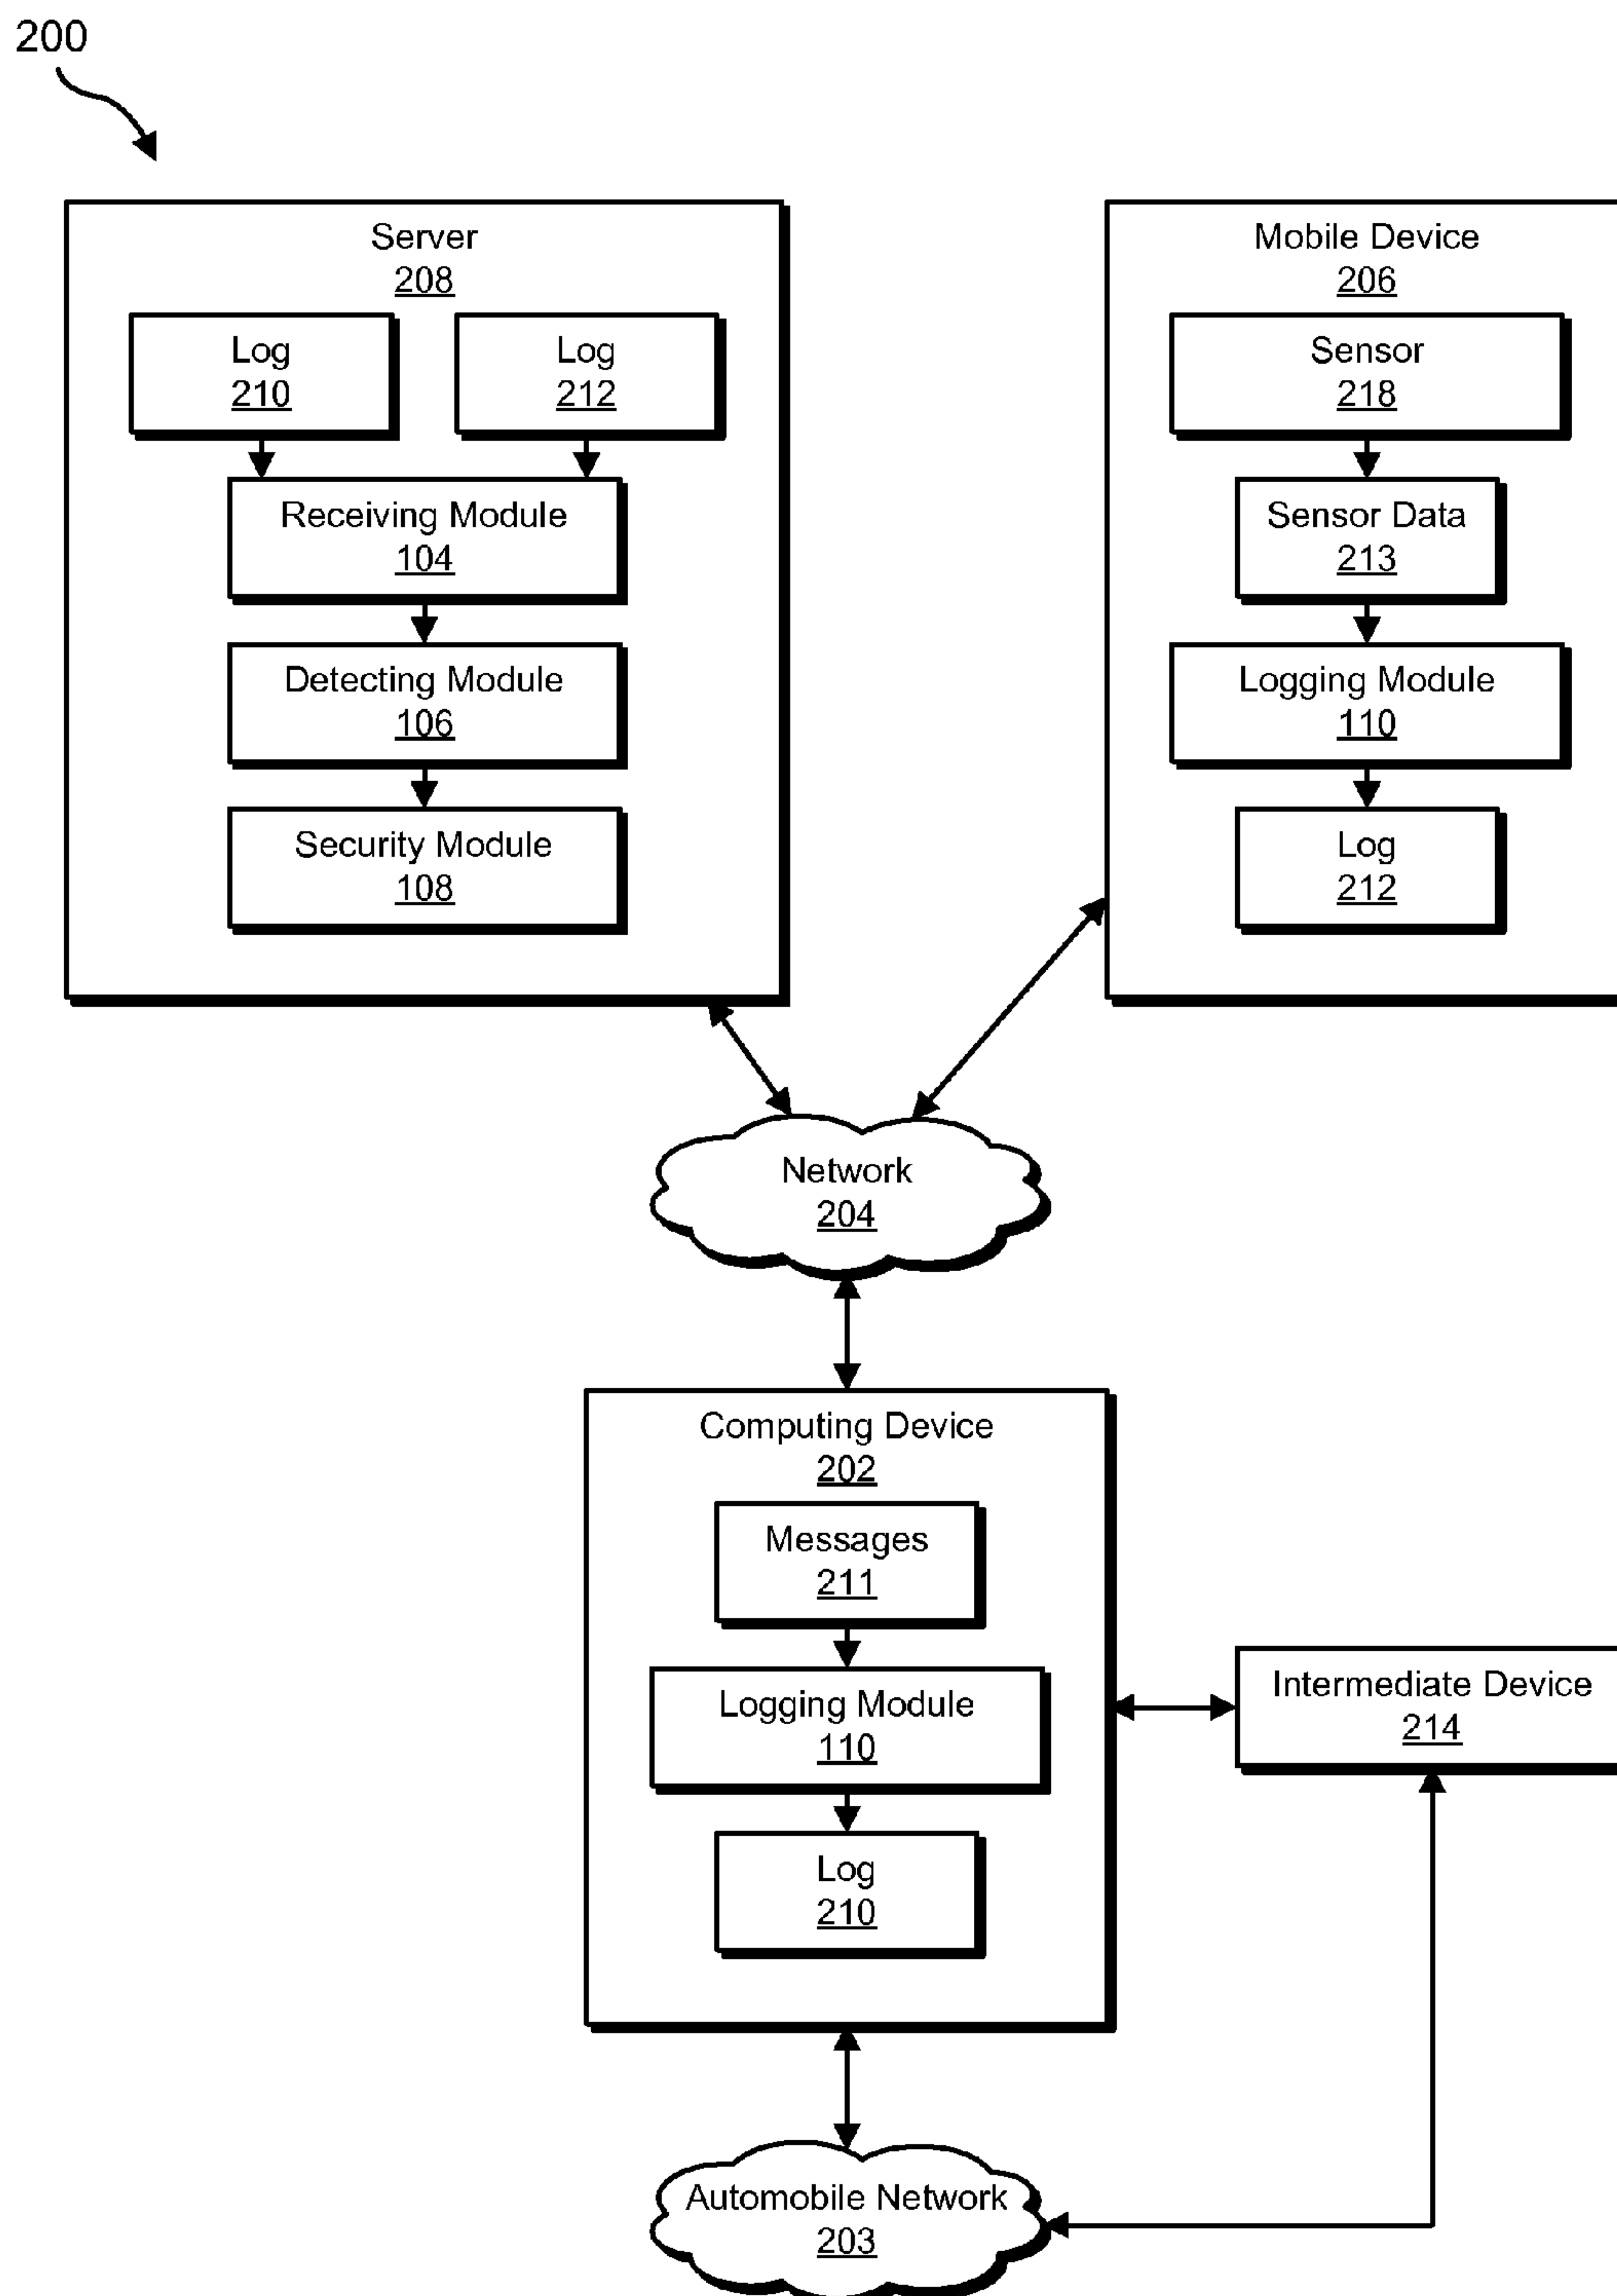 200
Server
208
Log
210
Log
212
Receiving Module
104
Detecting Module
106
Security Module
108
Mobile Device
206
Sensor
218
Sensor Data
213
Logging Module
110
Log
212
Network
204
Computing Device
202
Messages
211
Logging Module
110
Log
210
Intermediate Device
214
Automobile Network
203